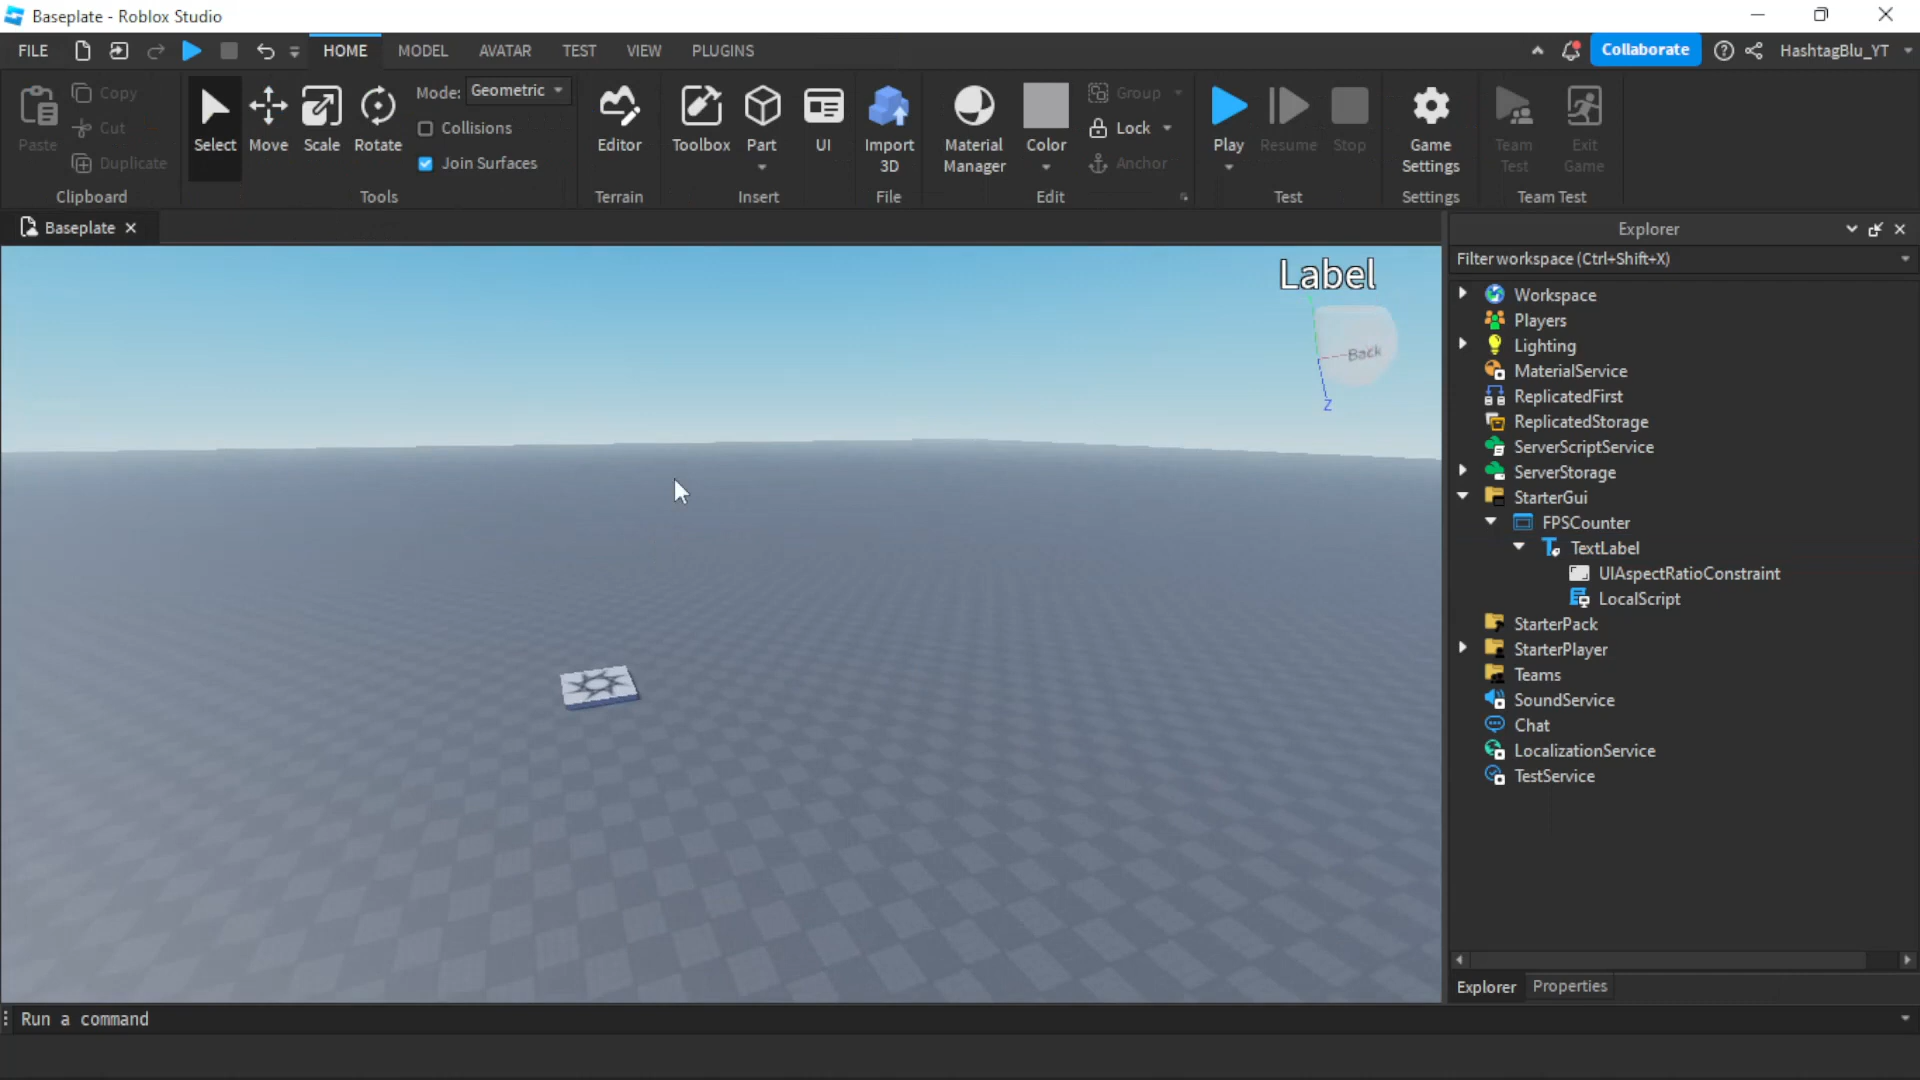 Baseplate - Roblox Studio
FILE HOME MODEL AVATAR TEST VIEW PLUGINS Collaborate HashtagBlu_YT
Paste
Copy
Cut
Duplicate
Clipboard
Select Move Scale Rotate
Mode: Geometric
Collisions
Join Surfaces
Tools
Editor
Terrain
Toolbox Part UI
Insert
Import
3D
File
Material
Manager
Color
Group
Lock
Anchor
Edit
Play Resume Stop
Test
Game
Settings
Settings
Team
Test
Exit
Game
Team Test
Baseplate
Label
Back
Z
Explorer
Filter workspace (Ctrl+Shift+X)
Workspace
Players
Lighting
MaterialService
ReplicatedFirst
ReplicatedStorage
ServerScriptService
ServerStorage
StarterGui
FPSCounter
TextLabel
UIAspectRatioConstraint
LocalScript
StarterPack
StarterPlayer
Teams
SoundService
Chat
LocalizationService
TestService
Explorer Properties
Run a command